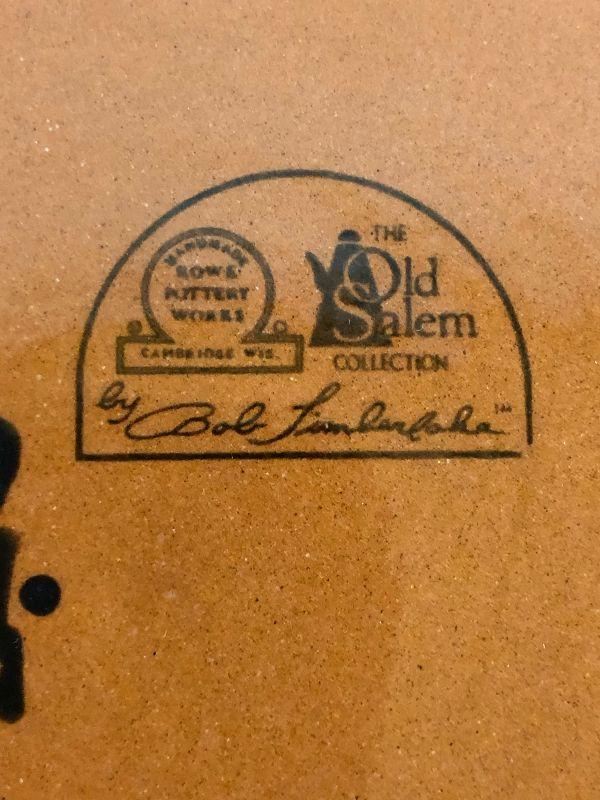 HANDMADE
ROWE
POTTERY
WORKS
CAMBRIDGE WIS.
THE
Old
Salem
COLLECTION
by Bob Timberlake™